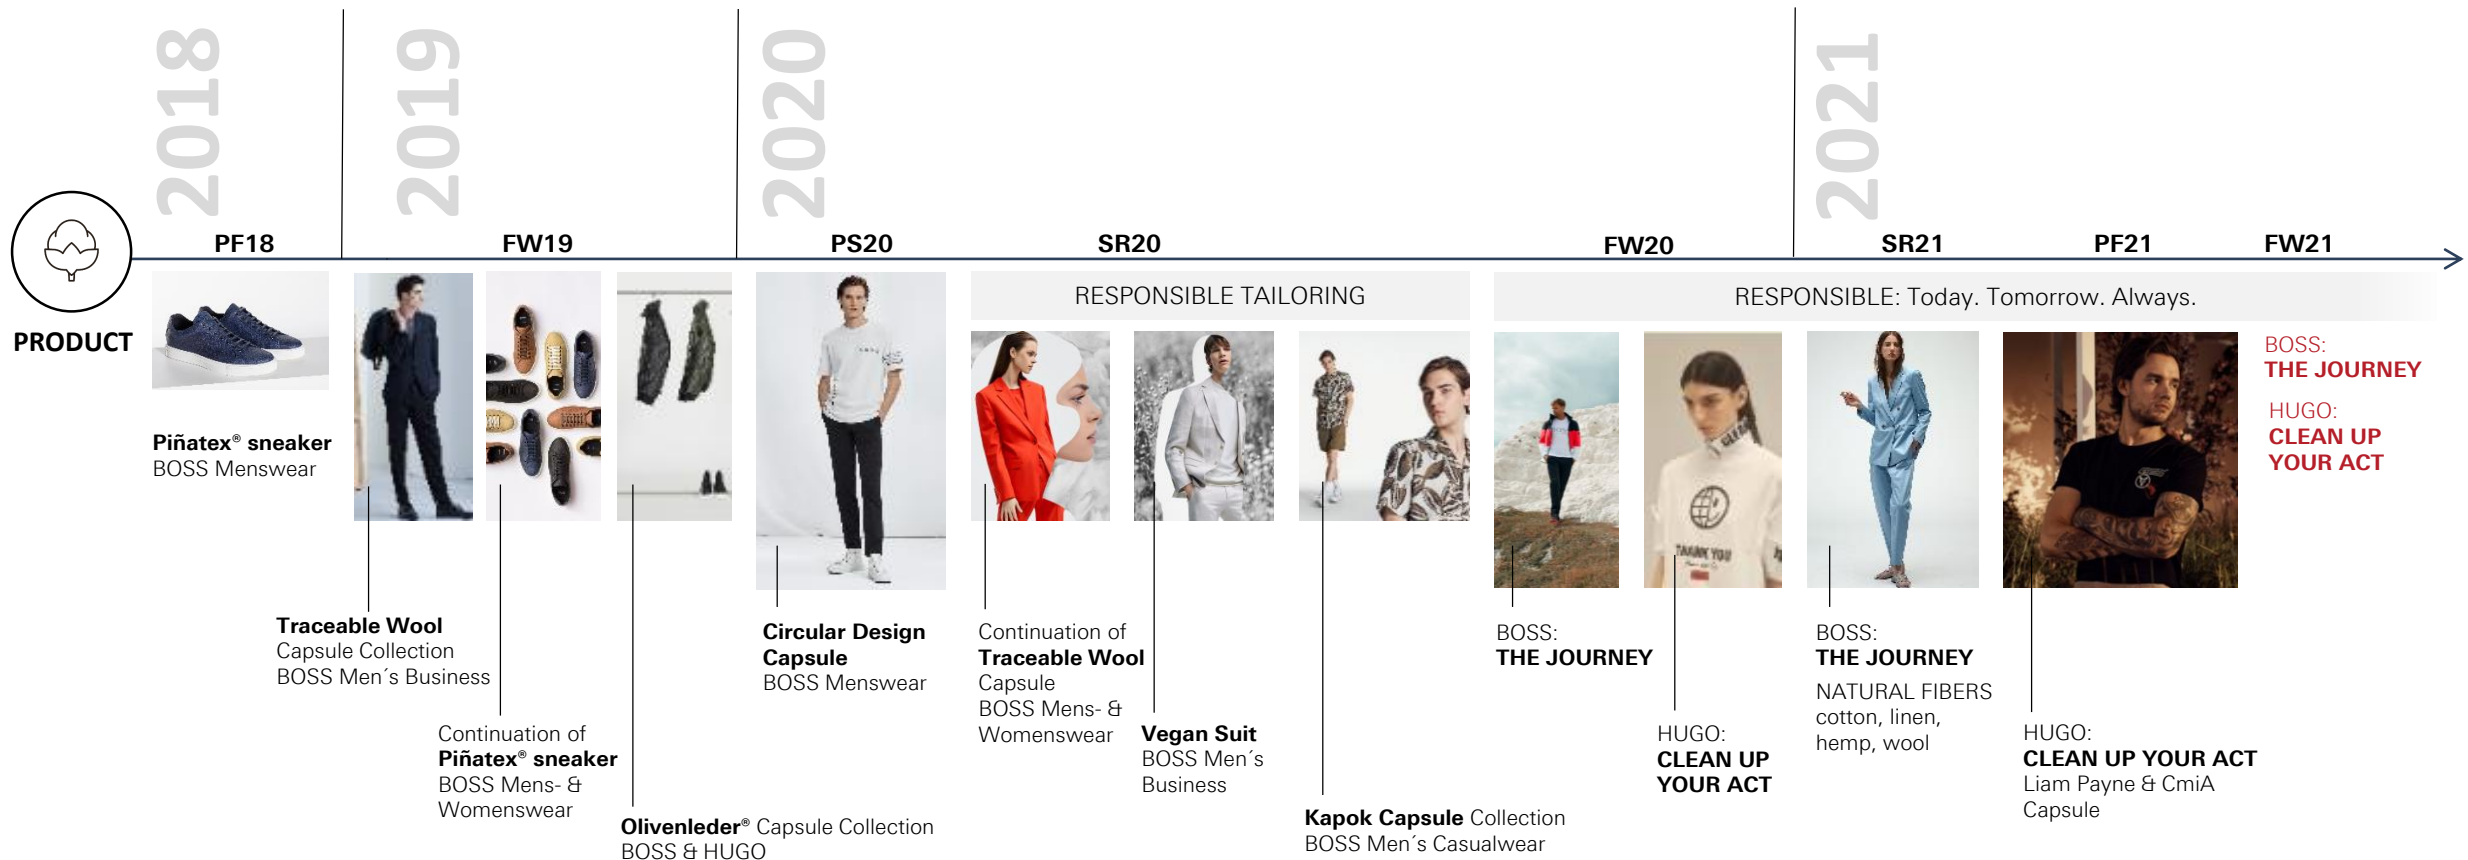 2018
2019
2020
2021
PF18
FW19
PS20
SR20
FW20
SR21
PF21
FW21
PRODUCT
RESPONSIBLE TAILORING
RESPONSIBLE: Today. Tomorrow. Always.
Piñatex® sneaker
BOSS Menswear
Traceable Wool
Capsule Collection
BOSS Men´s Business
Continuation of
Piñatex® sneaker
BOSS Mens- &
Womenswear
Olivenleder® Capsule Collection
BOSS & HUGO
Circular Design
Capsule
BOSS Menswear
Continuation of
Traceable Wool
Capsule
BOSS Mens- &
Womenswear
Vegan Suit
BOSS Men´s
Business
Kapok Capsule Collection
BOSS Men´s Casualwear
BOSS:
THE JOURNEY
THANK YOU
HUGO:
CLEAN UP
YOUR ACT
BOSS:
THE JOURNEY
NATURAL FIBERS
cotton, linen,
hemp, wool
HUGO:
CLEAN UP YOUR ACT
Liam Payne & CmiA
Capsule
BOSS:
THE JOURNEY
HUGO:
CLEAN UP
YOUR ACT